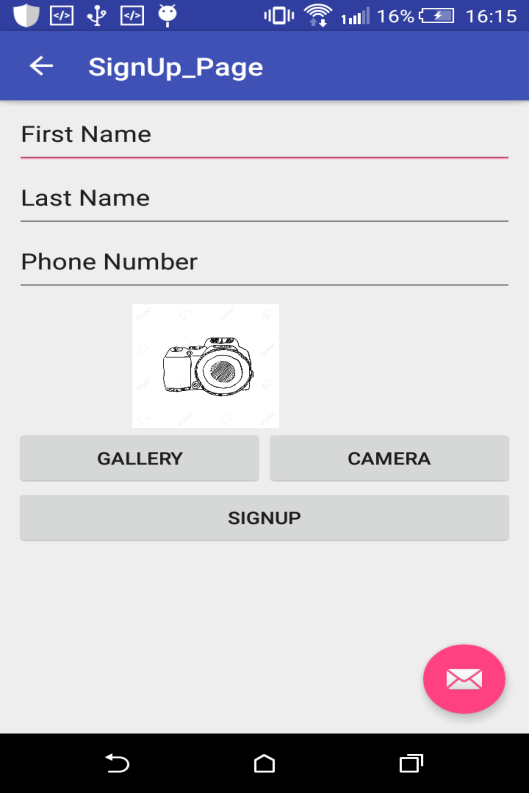 16% 16:15
SignUp_Page
First Name
Last Name
Phone Number
GALLERY CAMERA
SIGNUP